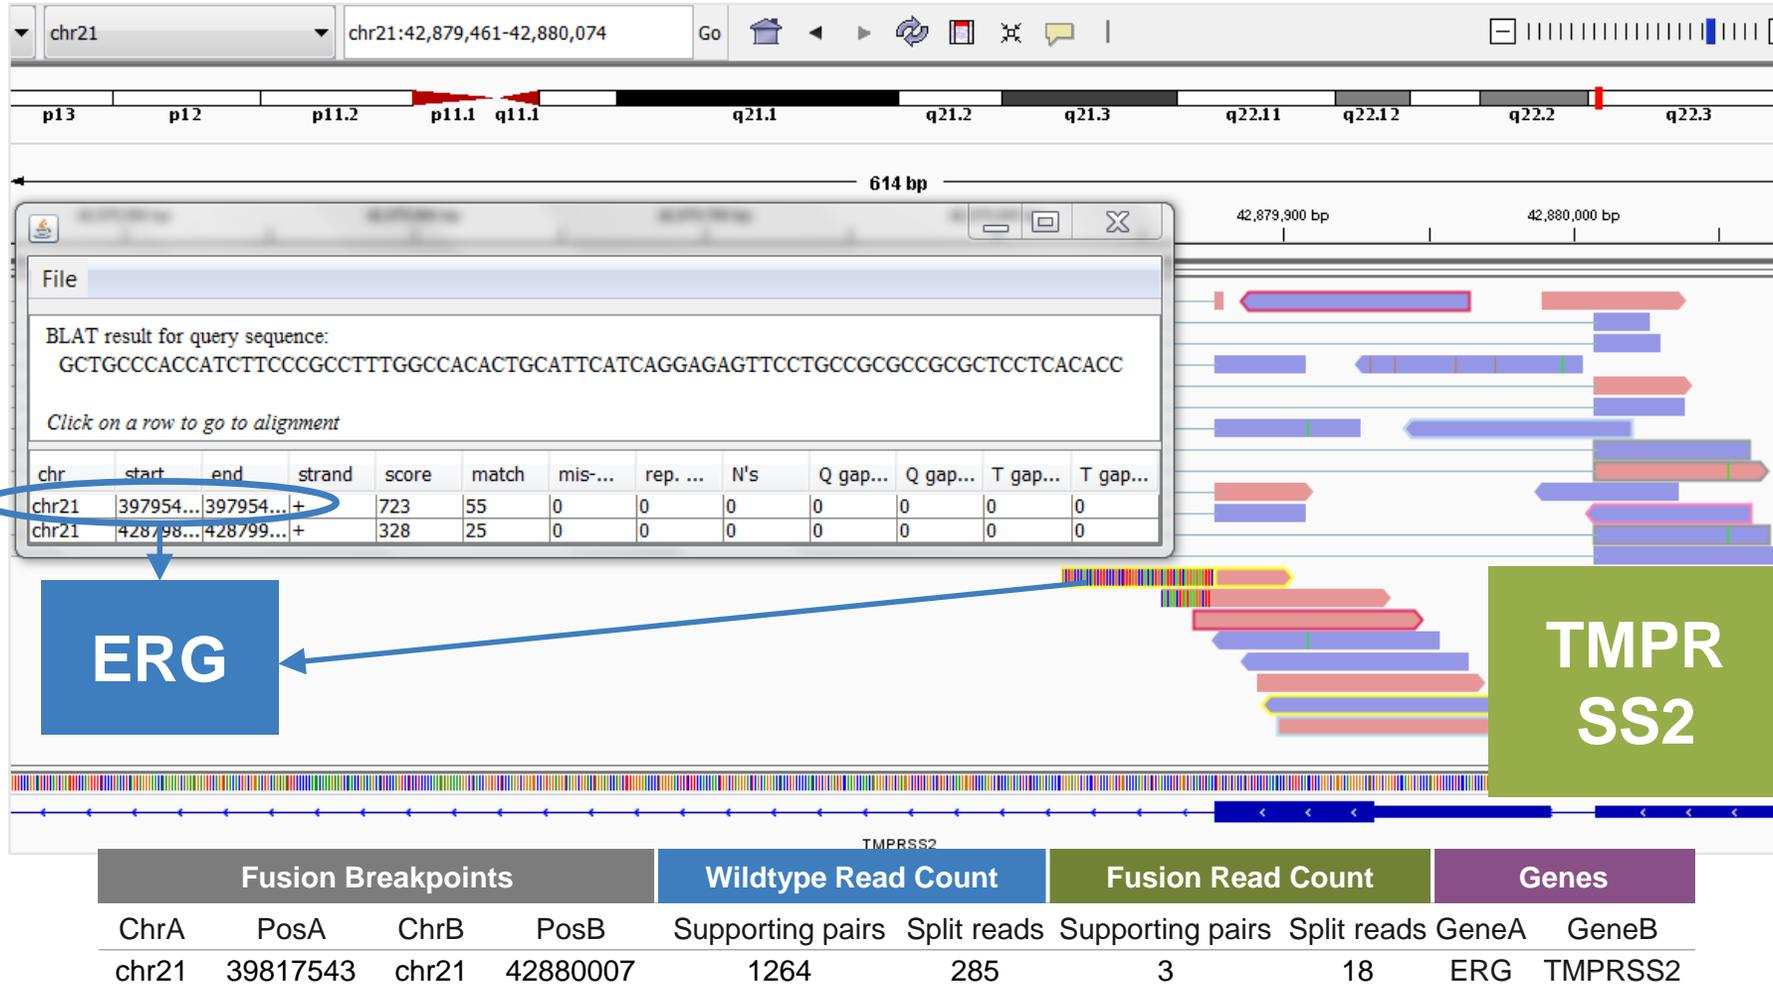 chr21 chr21:42,879,461-42,880,074 Go
p13 p12 p11.2 p11.1 q11.1 q21.1 q21.2 q21.3 q22.11 q22.12 q22.2 q22.3
614 bp
42,879,900 bp 42,880,000 bp
File
BLAT result for query sequence:
GCTGCCCACCATCTTCCCGCCTTTGGCCACACTGCATTCATCAGGAGAGTTCCTGCCGCGCCGCGCTCCTCACACC
Click on a row to go to alignment
chr start end strand score match mis-... rep. ... N's Q gap... Q gap... T gap... T gap...
chr21 397954... 397954... + 723 55 0 0 0 0 0 0 0
chr21 428798... 428799... + 328 25 0 0 0 0 0 0 0
ERG
TMPR
SS2
TMPRSS2
Fusion Breakpoints Wildtype Read Count Fusion Read Count Genes
ChrA PosA ChrB PosB Supporting pairs Split reads Supporting pairs Split reads GeneA GeneB
chr21 39817543 chr21 42880007 1264 285 3 18 ERG TMPRSS2